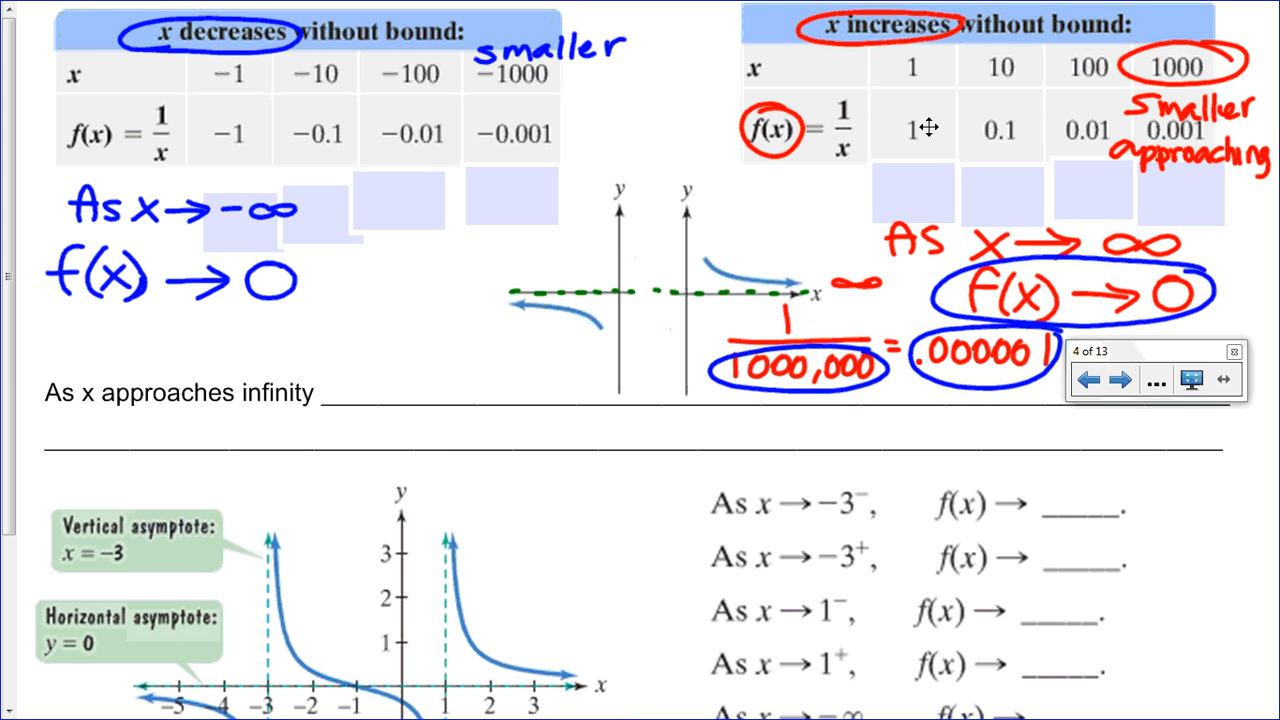 x decreases without bound:
smaller
x −1 −10 −100 −1000
f(x) = 1/x −1 −0.1 −0.01 −0.001
As x → −∞
f(x) → 0
x increases without bound:
x 1 10 100 1000
f(x) = 1/x 1 0.1 0.01 0.001
smaller
approaching
As x → ∞
f(x) → 0
y
y
x
∞
1/1000,000 = .000001
4 of 13
...
As x approaches infinity
Vertical asymptote:
x = −3
Horizontal asymptote:
y = 0
y
3
2
1
−5 −4 −3 −2 −1 1 2 3 x
As x → −3⁻, f(x) → _____.
As x → −3⁺, f(x) → _____.
As x → 1⁻, f(x) → _____.
As x → 1⁺, f(x) → _____.
As x → −∞ f(x) →